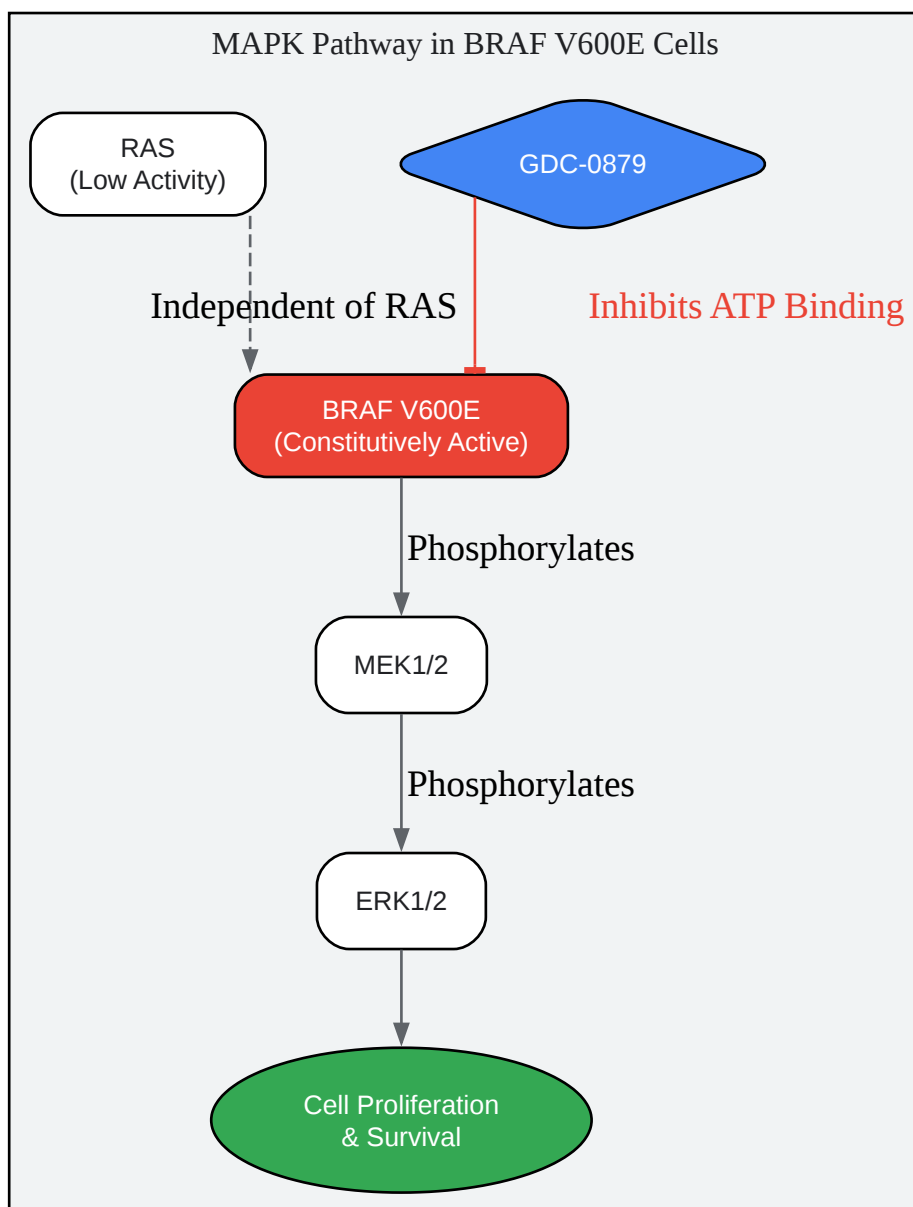 MAPK Pathway in BRAF V600E Cells
RAS
(Low Activity)
GDC-0879
Independent of RAS
Inhibits ATP Binding
BRAF V600E
(Constitutively Active)
Phosphorylates
MEK1/2
Phosphorylates
ERK1/2
Cell Proliferation
& Survival